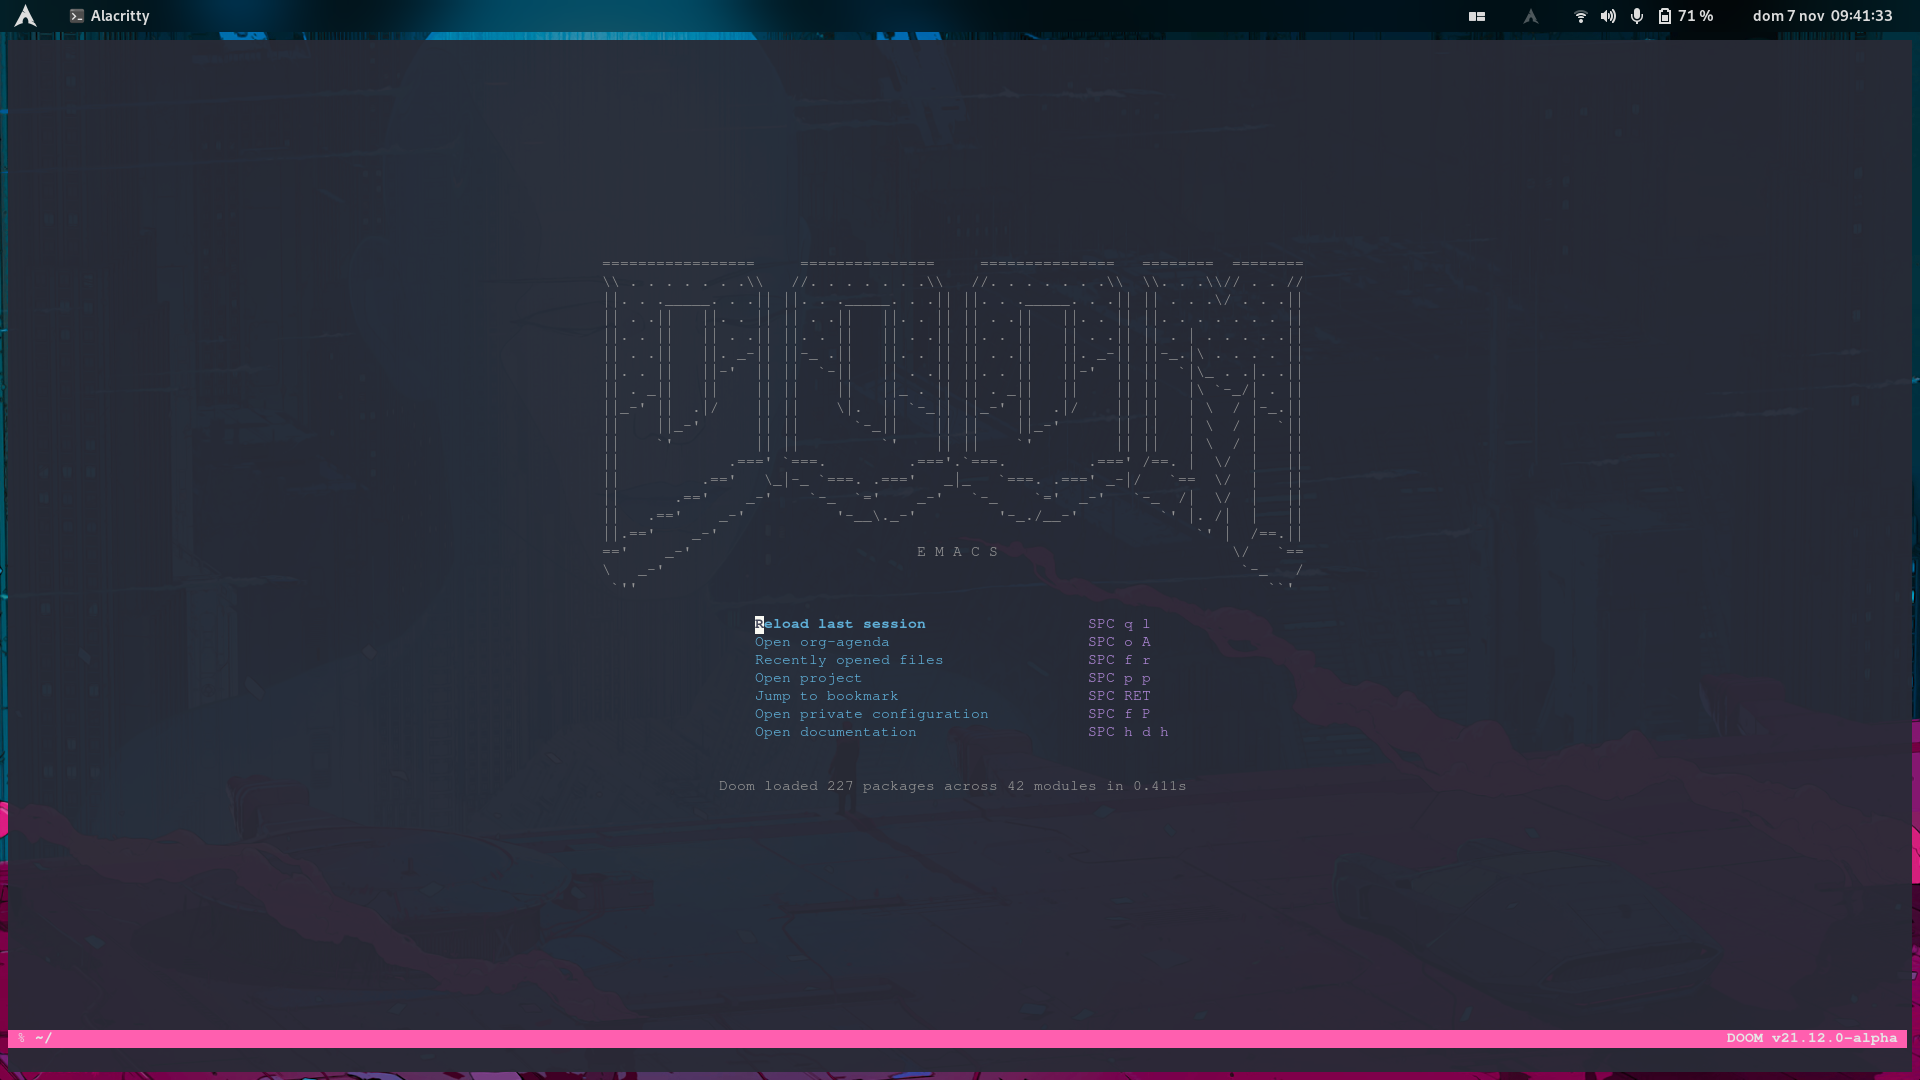 Alacritty 71 % dom 7 nov 09:41:33
E M A C S
Reload last session SPC q l
Open org-agenda SPC o A
Recently opened files SPC f r
Open project SPC p p
Jump to bookmark SPC RET
Open private configuration SPC f P
Open documentation SPC h d h
Doom loaded 227 packages across 42 modules in 0.411s
% ~/ DOOM v21.12.0-alpha